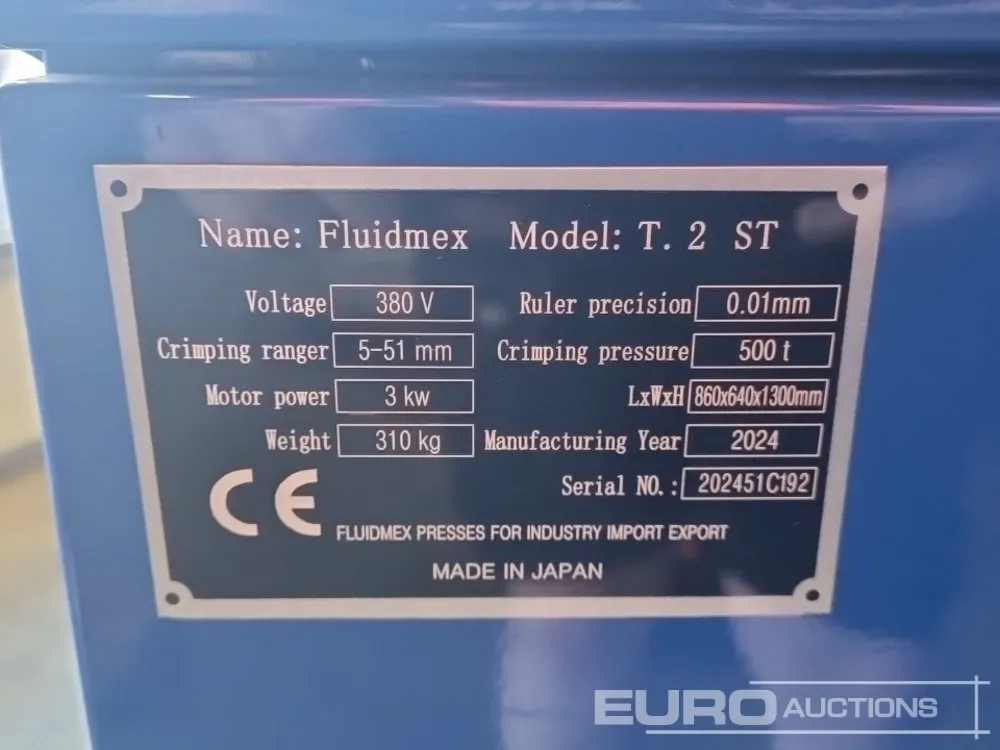 Name: Fluidmex Model: T. 2 ST
Voltage 380 V Ruler precision 0.01mm
Crimping ranger 5-51 mm Crimping pressure 500 t
Motor power 3 kw LxWxH 860x640x1300mm
Weight 310 kg Manufacturing Year 2024
Serial NO.: 202451C192
CE
FLUIDMEX PRESSES FOR INDUSTRY IMPORT EXPORT
MADE IN JAPAN
EURO AUCTIONS